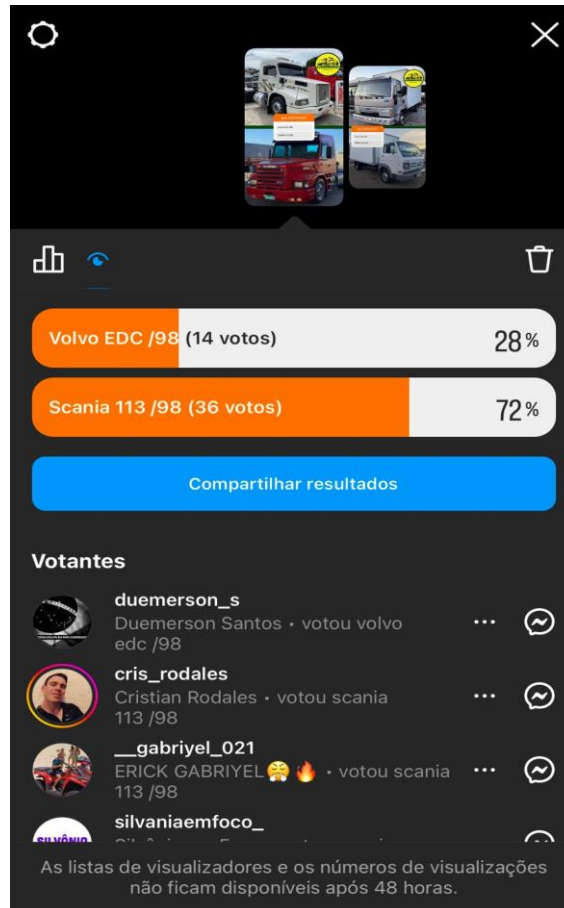 Volvo EDC /98 (14 votos) 28%
Scania 113 /98 (36 votos) 72%
Compartilhar resultados
Votantes
duemerson_s
Duemerson Santos • votou volvo
edc /98
cris_rodales
Cristian Rodales • votou scania
113 /98
__gabriyel_021
ERICK GABRIYEL😤🔥 • votou scania
113 /98
silvaniaemfoco_
As listas de visualizadores e os números de visualizações
não ficam disponíveis após 48 horas.